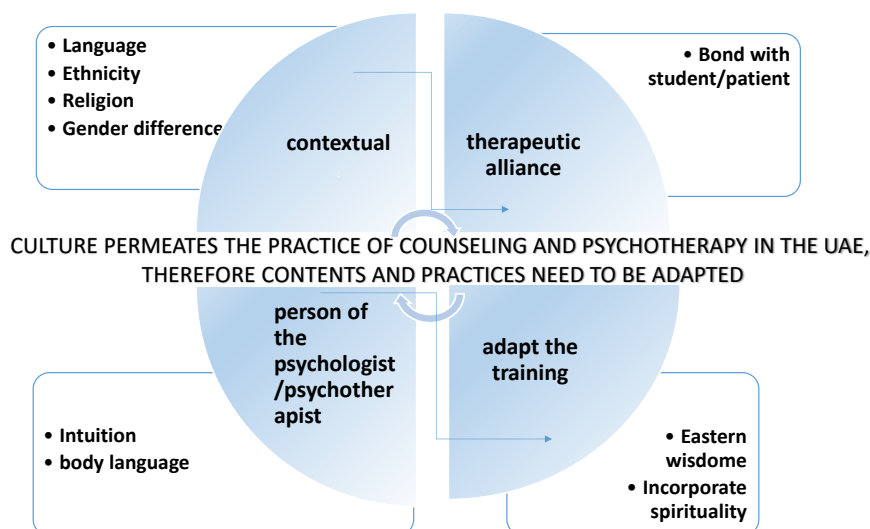 • Language
• Ethnicity
• Religion
• Gender difference
contextual
• Bond with
student/patient
therapeutic
alliance
CULTURE PERMEATES THE PRACTICE OF COUNSELING AND PSYCHOTHERAPY IN THE UAE,
THEREFORE CONTENTS AND PRACTICES NEED TO BE ADAPTED
person of
the
psychologist
/psychother
apist
• Intuition
• body language
adapt the
training
• Eastern
wisdome
• Incorporate
spirituality